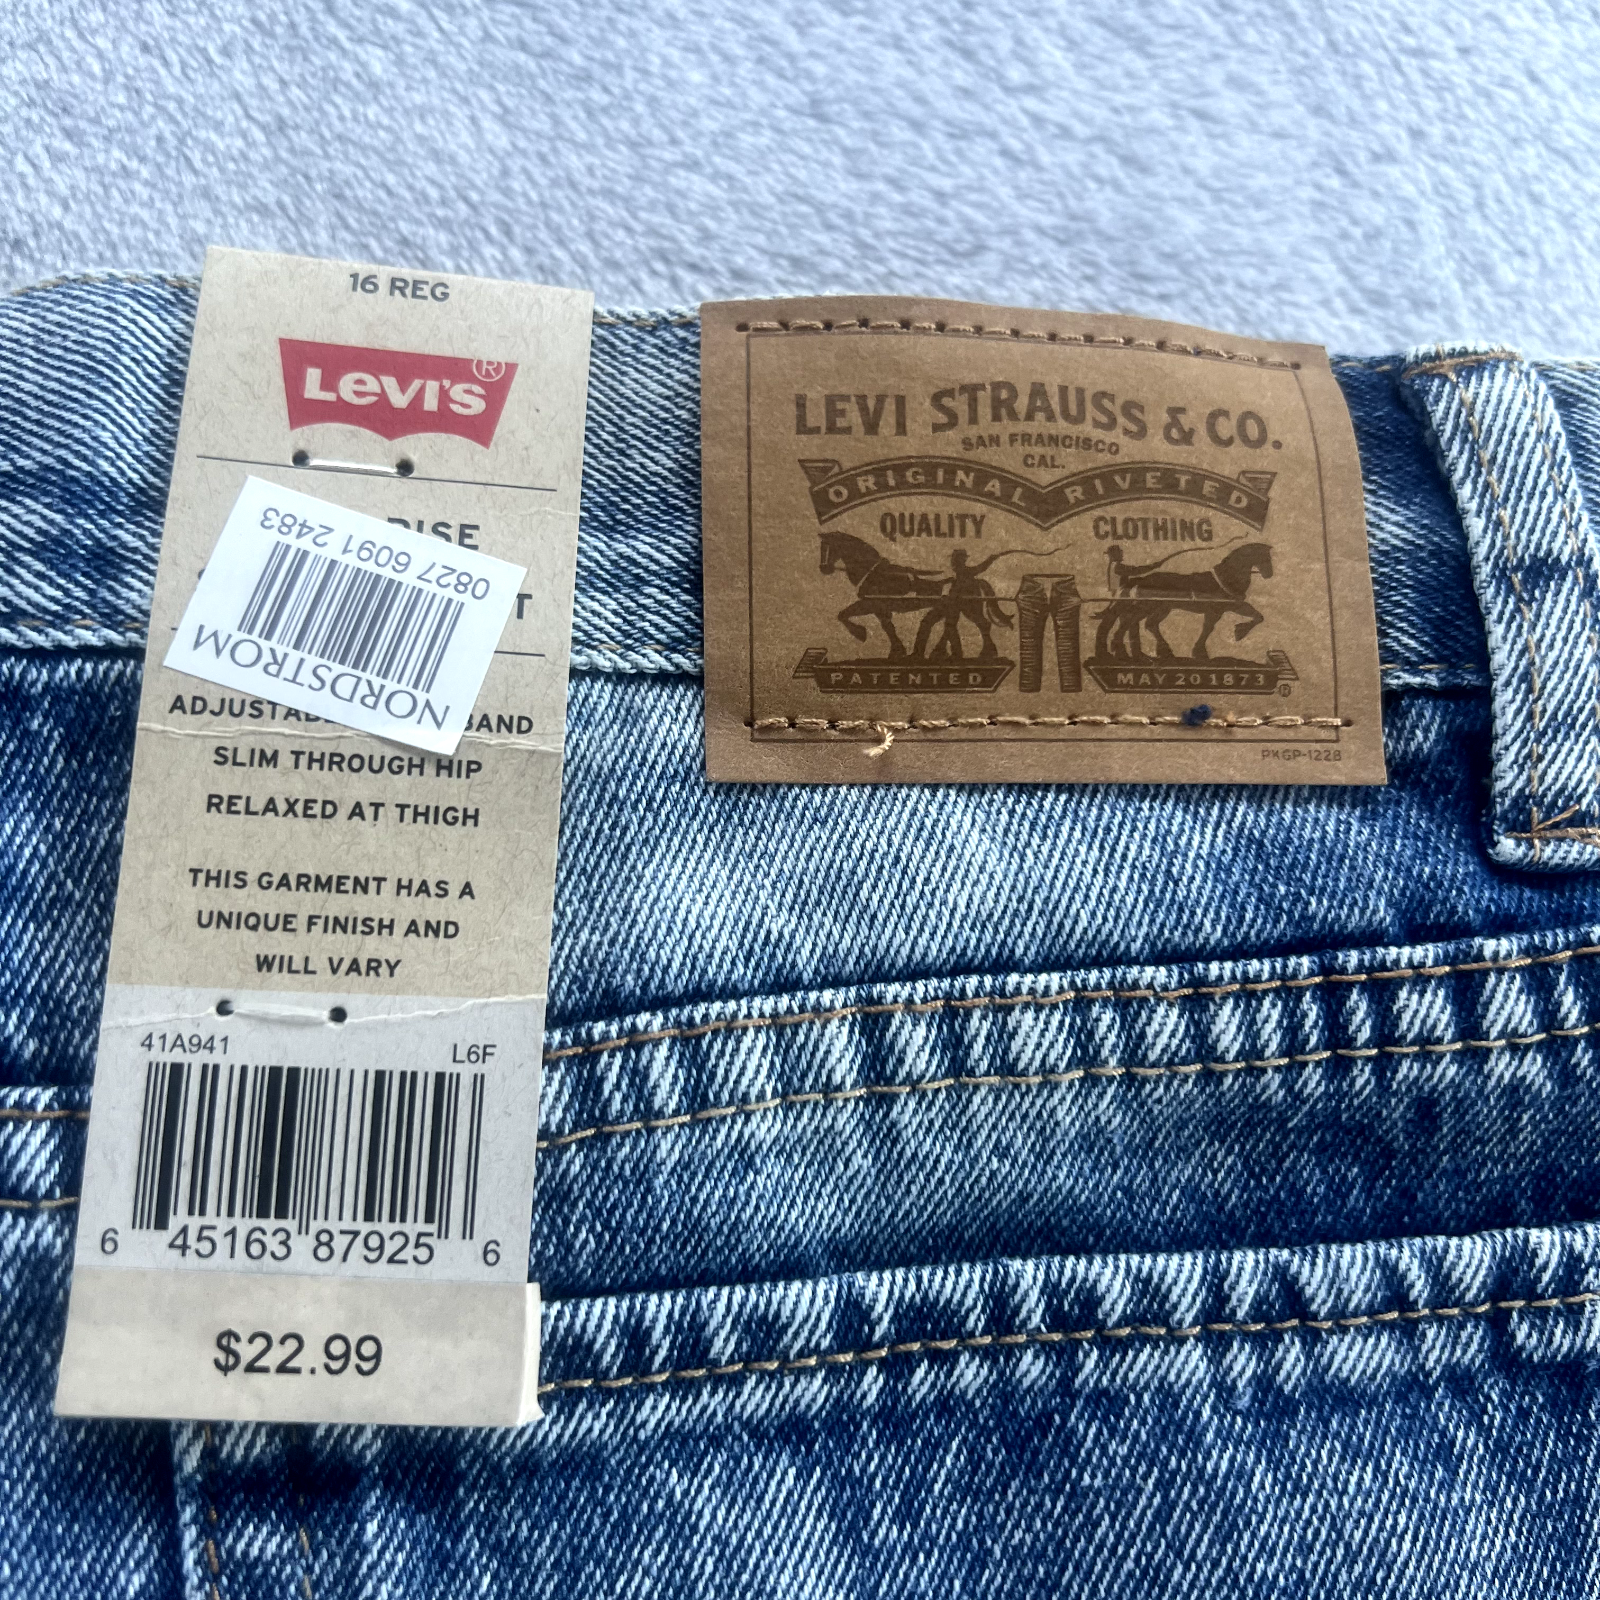 16 REG
LEVI'S®
RISE
0827 6091 2483
NORDSTROM
SLIM THROUGH HIP
RELAXED AT THIGH
THIS GARMENT HAS A
UNIQUE FINISH AND
WILL VARY
41A941 L6F
6 45163 87925 6
$22.99
LEVI STRAUSS & CO.
SAN FRANCISCO
CAL.
ORIGINAL RIVETED
QUALITY CLOTHING
PATENTED MAY 20 1873 ®
PKGP-1228